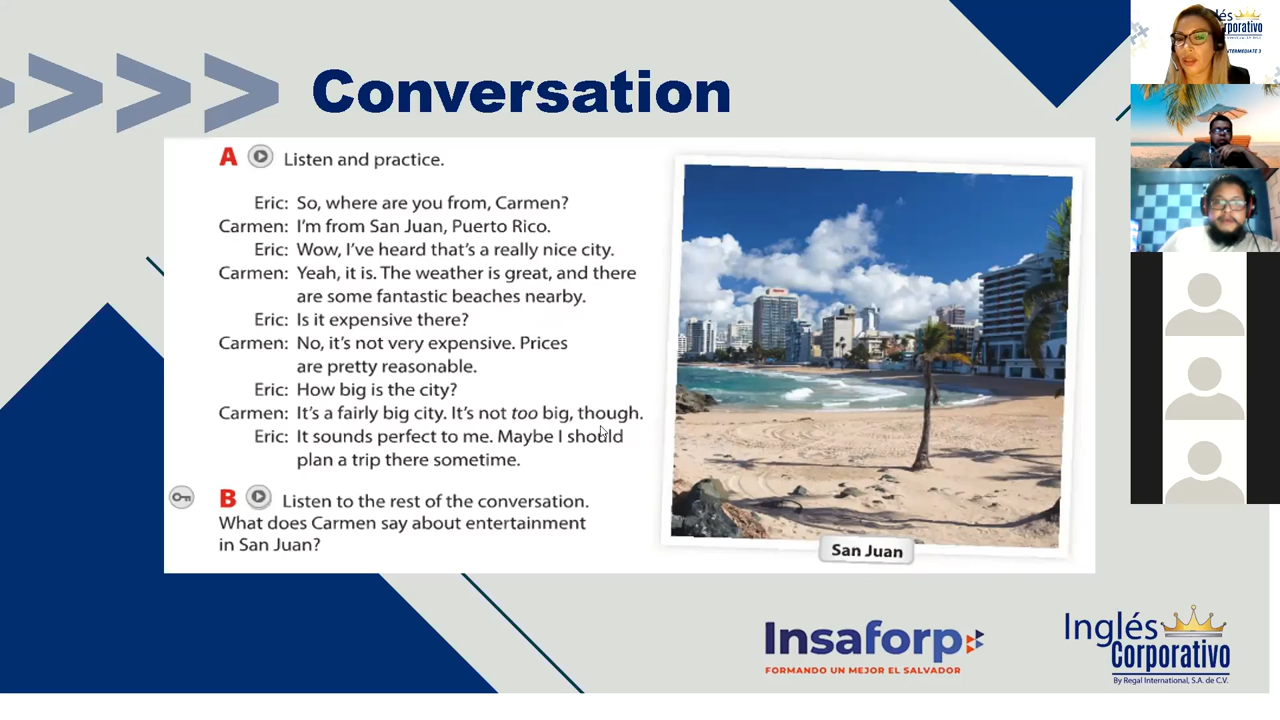 Conversation
A Listen and practice.
Eric: So, where are you from, Carmen?
Carmen: I'm from San Juan, Puerto Rico.
Eric: Wow, I've heard that's a really nice city.
Carmen: Yeah, it is. The weather is great, and there
are some fantastic beaches nearby.
Eric: Is it expensive there?
Carmen: No, it's not very expensive. Prices
are pretty reasonable.
Eric: How big is the city?
Carmen: It's a fairly big city. It's not too big, though.
Eric: It sounds perfect to me. Maybe I should
plan a trip there sometime.
B Listen to the rest of the conversation.
What does Carmen say about entertainment
in San Juan?
San Juan
Insaforp
FORMANDO UN MEJOR EL SALVADOR
Inglés
Corporativo
By Regal International, S.A. de C.V.